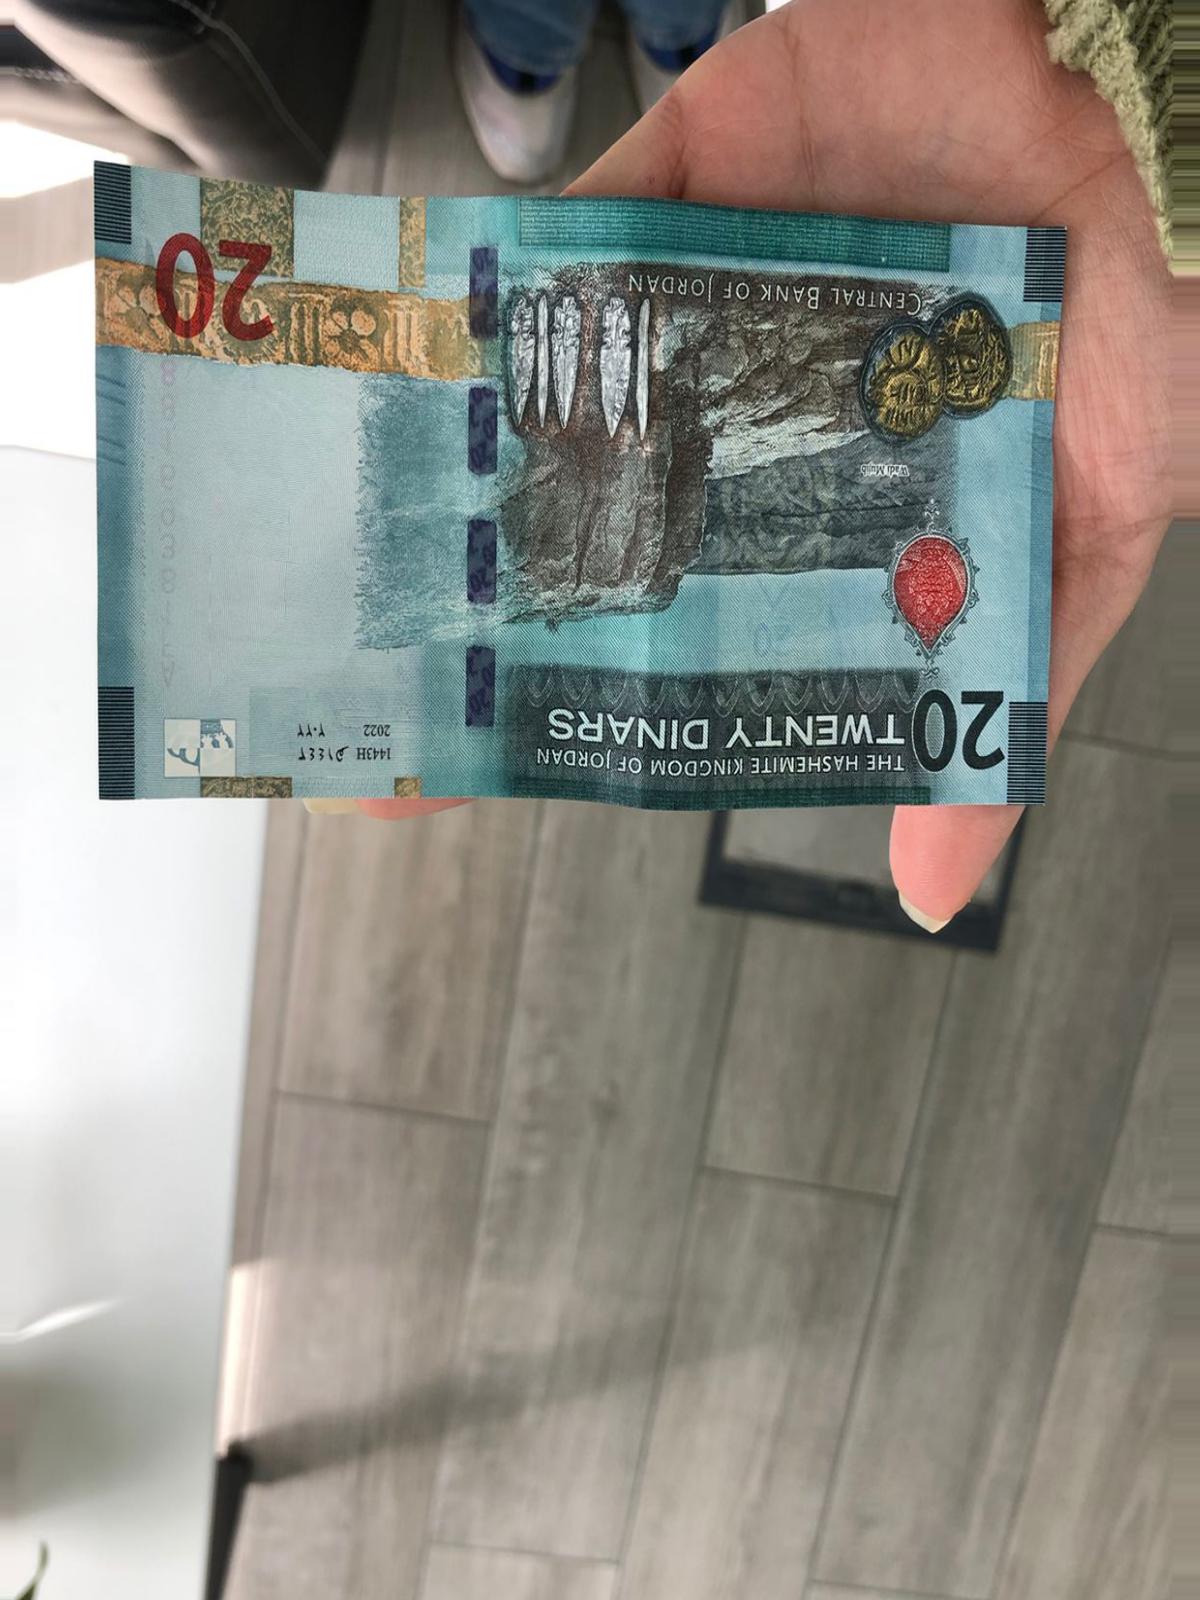 THE HASHEMITE KINGDOM OF JORDAN
20 TWENTY DINARS
1443H ١٤٤٣هـ
2022 ٢٠٢٢
20
Wadi Mujib
CENTRAL BANK OF JORDAN
20